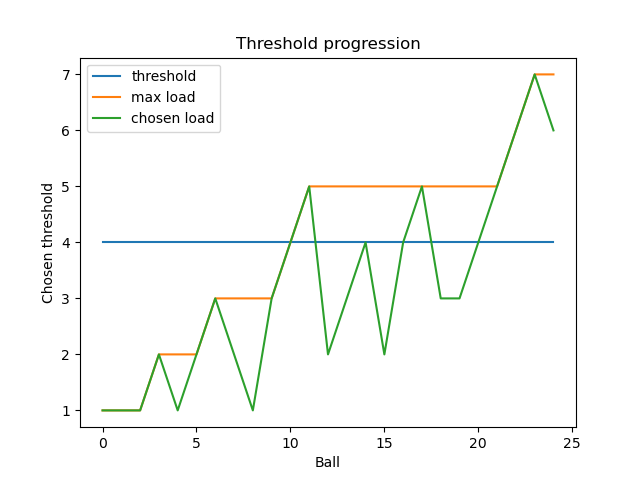 Threshold progression
threshold
max load
chosen load
Chosen threshold
7
6
5
4
3
2
1
0 5 10 15 20 25
Ball